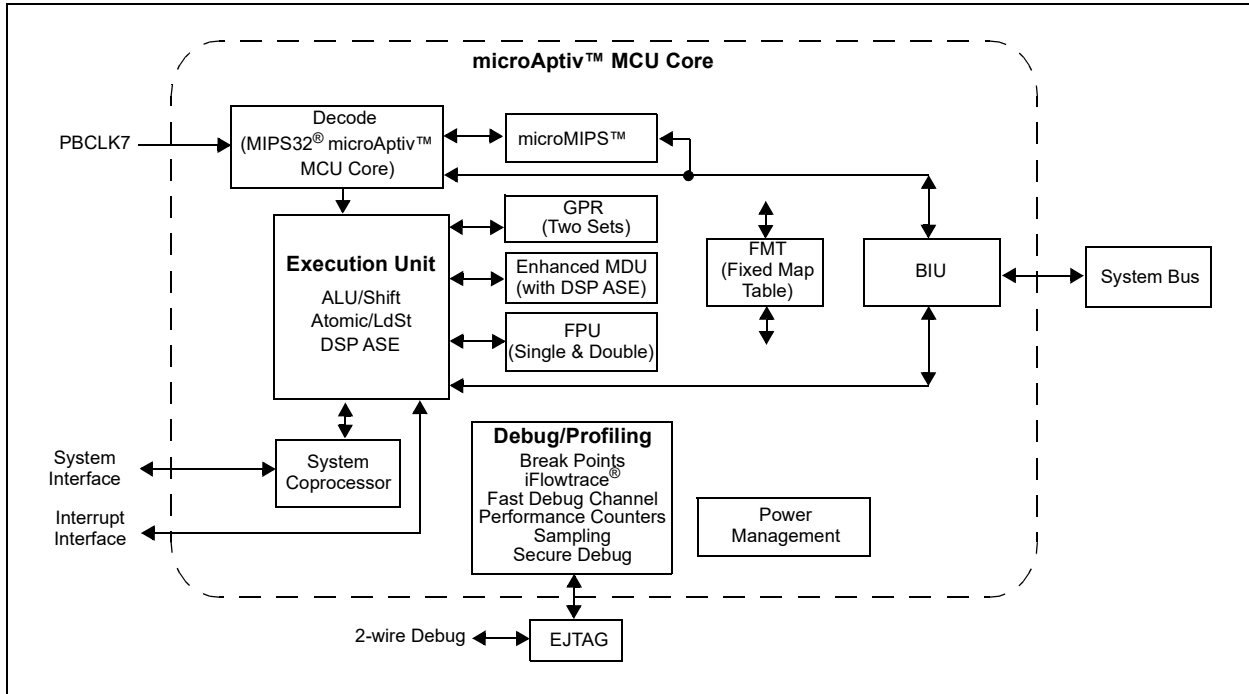 microAptiv™ MCU Core
PBCLK7
Decode
(MIPS32® microAptiv™
MCU Core)
microMIPS™
GPR
(Two Sets)
Execution Unit
ALU/Shift
Atomic/LdSt
DSP ASE
Enhanced MDU
(with DSP ASE)
FPU
(Single & Double)
FMT
(Fixed Map
Table)
BIU
System Bus
System
Interface
System
Coprocessor
Interrupt
Interface
Debug/Profiling
Break Points
iFlowtrace®
Fast Debug Channel
Performance Counters
Sampling
Secure Debug
Power
Management
2-wire Debug
EJTAG